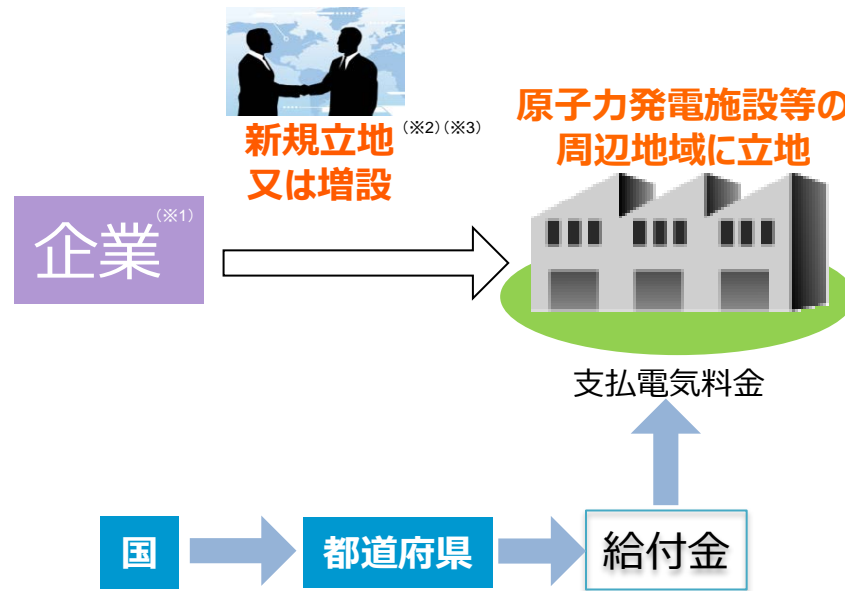 新規立地(※2)(※3)
又は増設
原子力発電施設等の
周辺地域に立地
企業(※1)
支払電気料金
国
都道府県
給付金